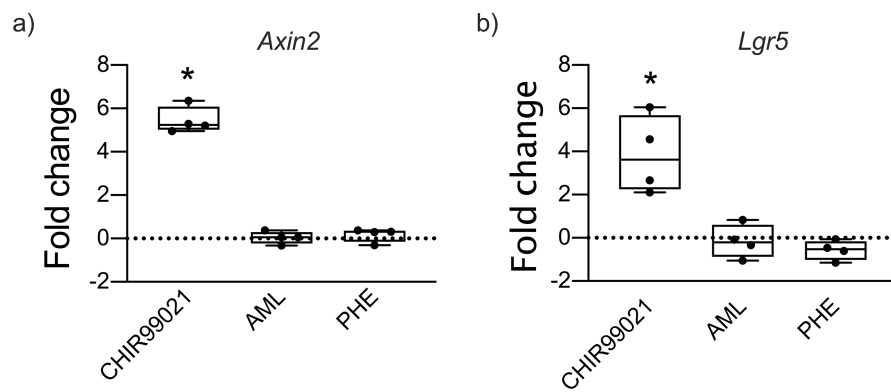 a)
Axin2
*
Fold change
8
6
4
2
0
-2
CHIR99021
AML
PHE
b)
Lgr5
*
Fold change
8
6
4
2
0
-2
CHIR99021
AML
PHE